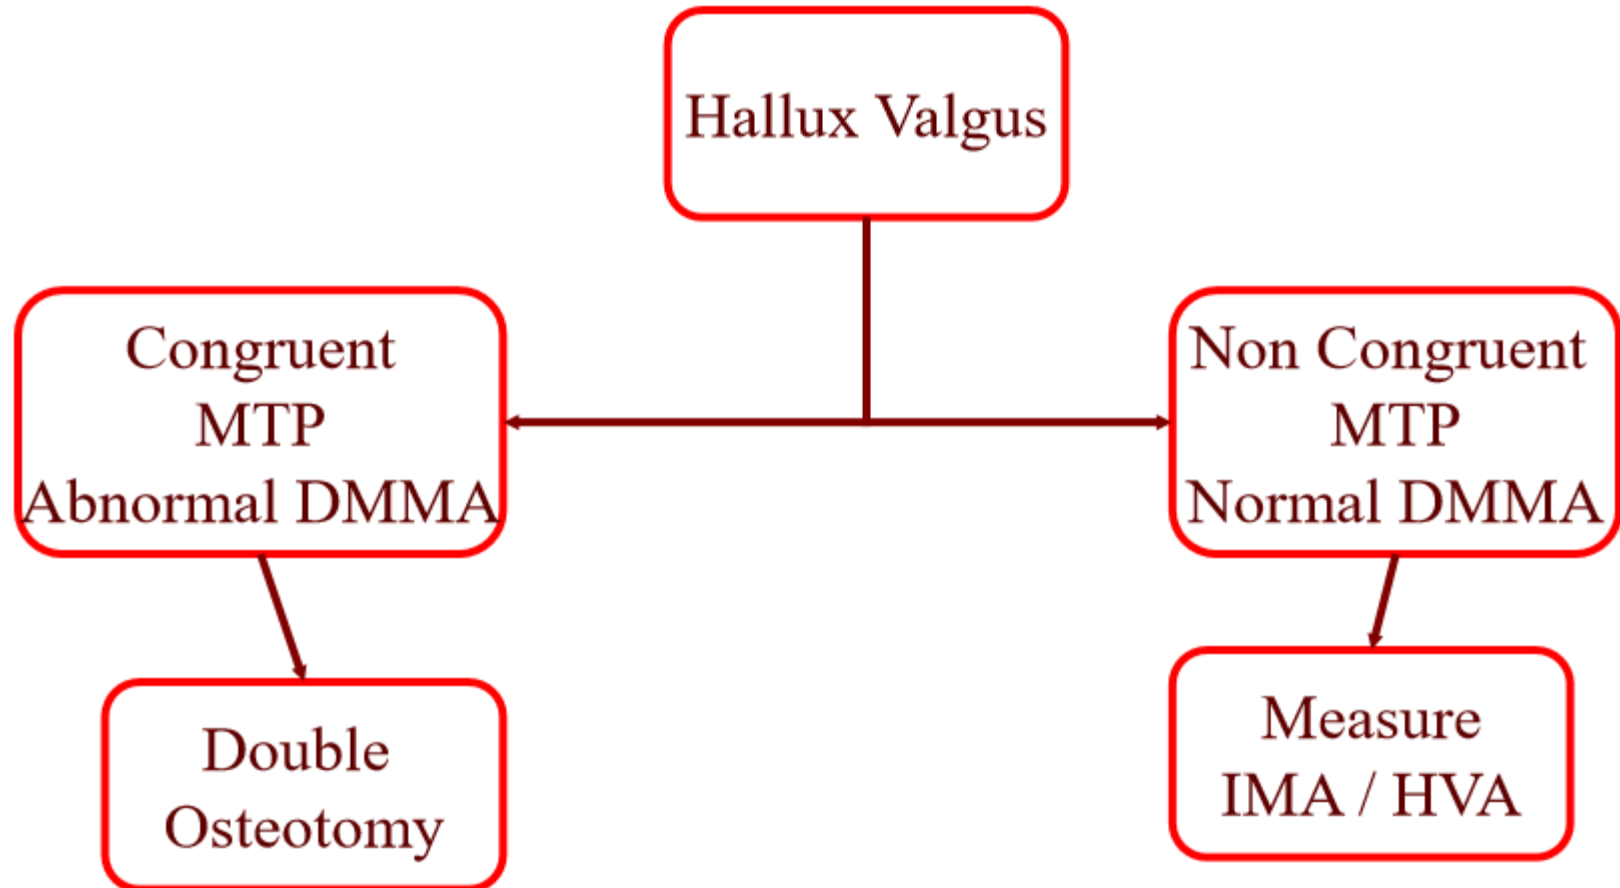 Hallux Valgus
Congruent
MTP
Abnormal DMMA
Non Congruent
MTP
Normal DMMA
Double
Osteotomy
Measure
IMA / HVA